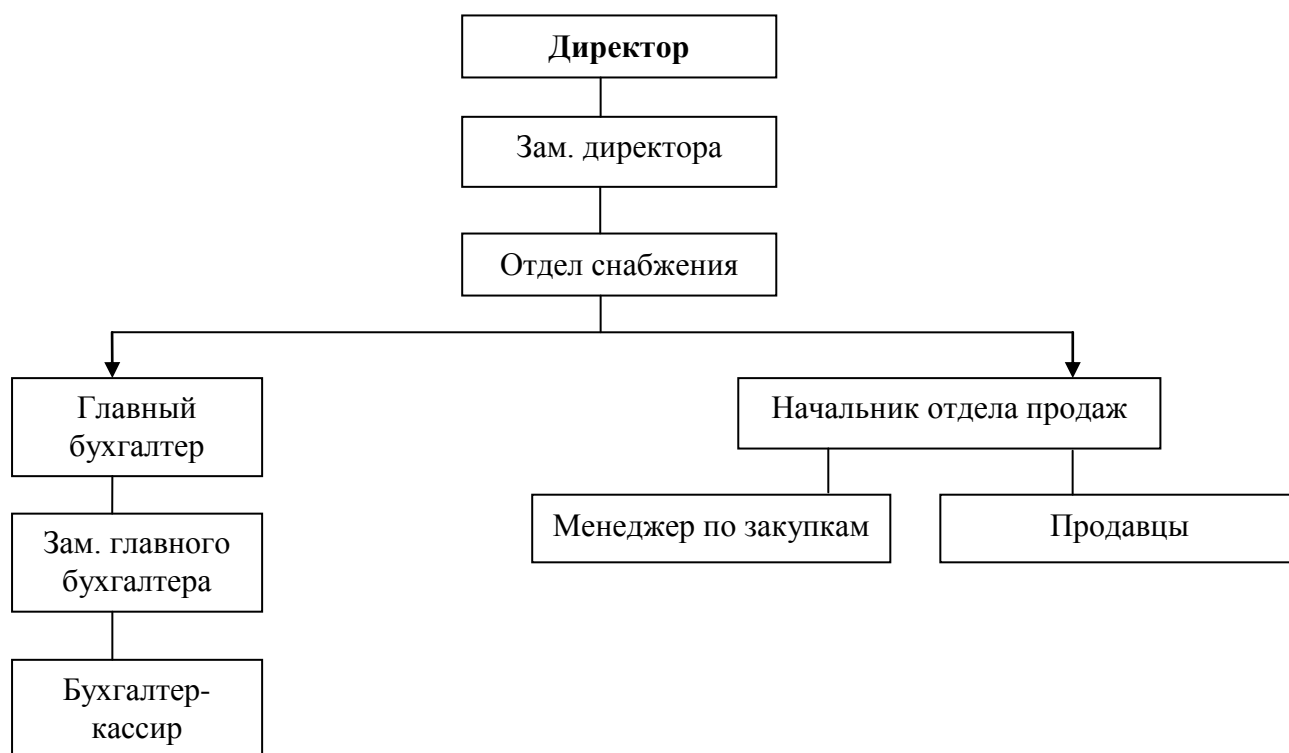 Директор
Зам. директора
Отдел снабжения
Главный
бухгалтер
Начальник отдела продаж
Менеджер по закупкам
Продавцы
Зам. главного
бухгалтера
Бухгалтер-
кассир